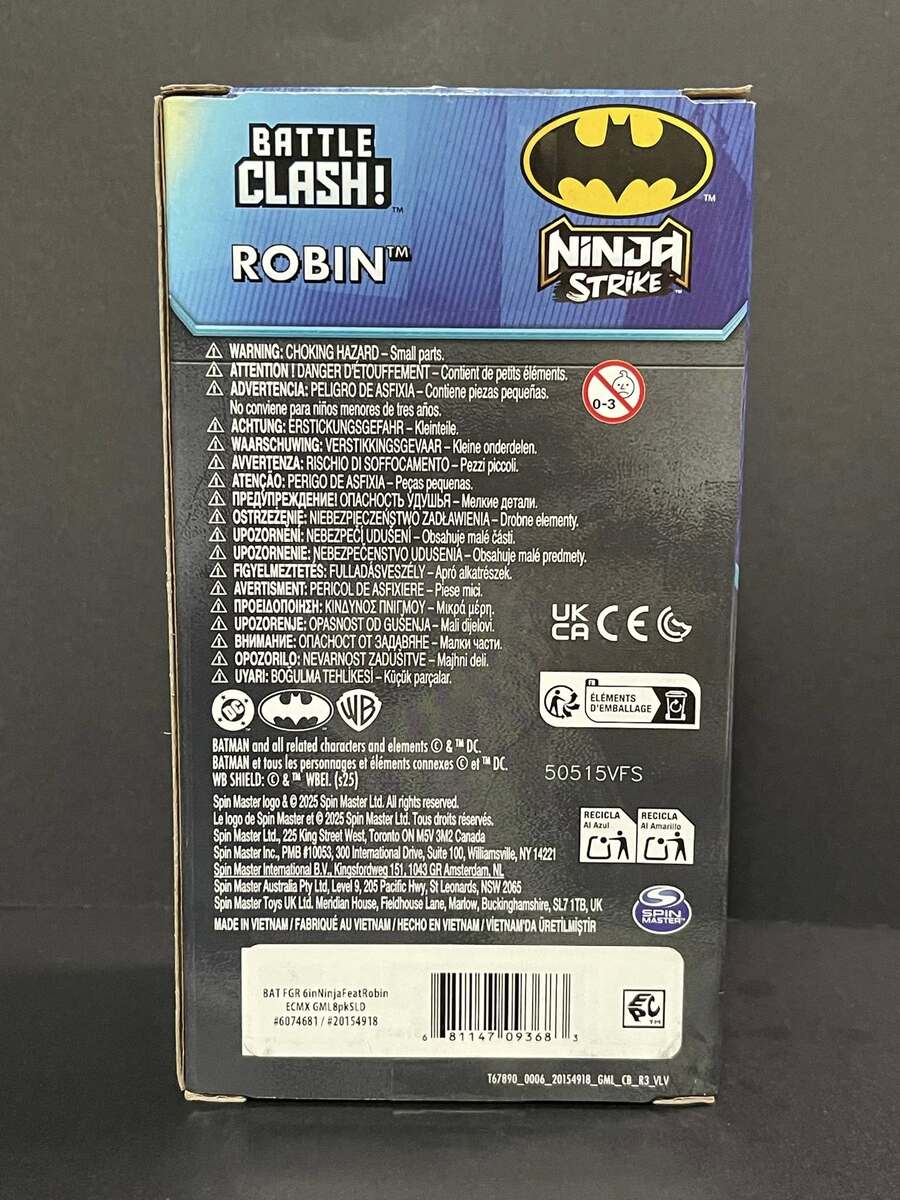 BATTLE
CLASH!™
ROBIN™
™
NINJA
STRIKE™
⚠ WARNING: CHOKING HAZARD – Small parts.
⚠ ATTENTION ! DANGER D'ÉTOUFFEMENT – Contient de petits éléments.
⚠ ADVERTENCIA: PELIGRO DE ASFIXIA – Contiene piezas pequeñas.
No conviene para niños menores de tres años.
⚠ ACHTUNG: ERSTICKUNGSGEFAHR – Kleinteile.
⚠ WAARSCHUWING: VERSTIKKINGSGEVAAR – Kleine onderdelen.
⚠ AVVERTENZA: RISCHIO DI SOFFOCAMENTO – Pezzi piccoli.
⚠ ATENÇÃO: PERIGO DE ASFIXIA – Peças pequenas.
⚠ ПРЕДУПРЕЖДЕНИЕ! ОПАСНОСТЬ УДУШЬЯ – Мелкие детали.
⚠ OSTRZEŻENIE: NIEBEZPIECZEŃSTWO ZADŁAWIENIA – Drobne elementy.
⚠ UPOZORNĚNÍ: NEBEZPEČÍ UDUŠENÍ – Obsahuje malé části.
⚠ UPOZORNENIE: NEBEZPEČENSTVO UDUSENIA – Obsahuje malé predmety.
⚠ FIGYELMEZTETÉS: FULLADÁSVESZÉLY – Apró alkatrészek.
⚠ AVERTISMENT: PERICOL DE ASFIXIERE – Piese mici.
⚠ ΠΡΟΕΙΔΟΠΟΙΗΣΗ: ΚΙΝΔΥΝΟΣ ΠΝΙΓΜΟΥ – Μικρά μέρη.
⚠ UPOZORENJE: OPASNOST OD GUŠENJA – Mali dijelovi.
⚠ ВНИМАНИЕ: ОПАСНОСТ ОТ ЗАДАВЯНЕ – Малки части.
⚠ OPOZORILO: NEVARNOST ZADUŠITVE – Majhni deli.
⚠ UYARI: BOĞULMA TEHLİKESİ – Küçük parçalar.
0-3
UK
CA CE
FR
ÉLÉMENTS
D'EMBALLAGE
DC WB
BATMAN and all related characters and elements © & ™ DC.
BATMAN et tous les personnages et éléments connexes © et ™ DC.
WB SHIELD: © & ™ WBEI. (s25)
50515VFS
Spin Master logo & © 2025 Spin Master Ltd. All rights reserved.
Le logo de Spin Master et © 2025 Spin Master Ltd. Tous droits réservés.
Spin Master Ltd., 225 King Street West, Toronto ON M5V 3M2 Canada
Spin Master Inc., PMB #10053, 300 International Drive, Suite 100, Williamsville, NY 14221
Spin Master International B.V., Kingsfordweg 151, 1043 GR Amsterdam, NL
Spin Master Australia Pty Ltd, Level 9, 205 Pacific Hwy, St Leonards, NSW 2065
Spin Master Toys UK Ltd. Meridian House, Fieldhouse Lane, Marlow, Buckinghamshire, SL7 1TB, UK
MADE IN VIETNAM / FABRIQUÉ AU VIETNAM / HECHO EN VIETNAM / VİETNAM'DA ÜRETİLMİŞTİR
RECICLA
Al Azul
RECICLA
Al Amarillo
SPIN
MASTER
BAT FGR 6inNinjaFeatRobin
ECMX GML8pkSLD
#6074681 / #20154918
6 81147 09368 3
EPC
™
T67890_0006_20154918_GML_CB_R3_VLV